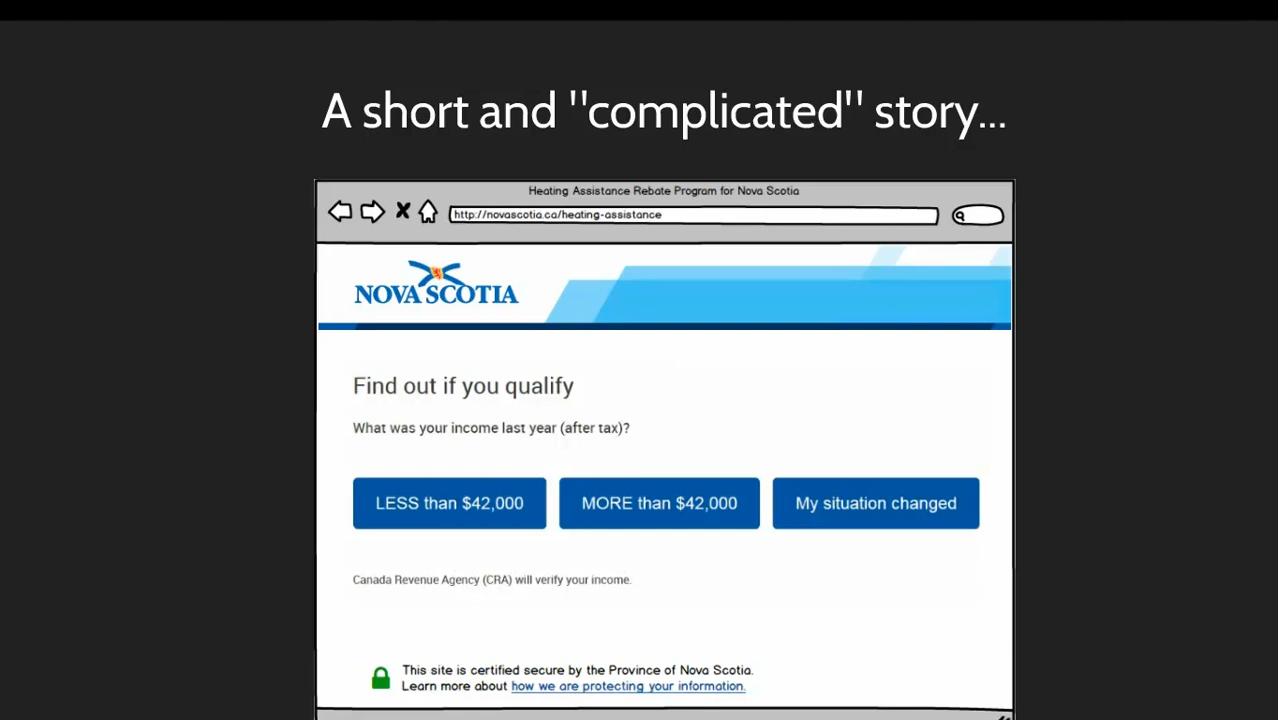 A short and "complicated" story...
Heating Assistance Rebate Program for Nova Scotia
http://novascotia.ca/heating-assistance
NOVA SCOTIA
Find out if you qualify
What was your income last year (after tax)?
LESS than $42,000
MORE than $42,000
My situation changed
Canada Revenue Agency (CRA) will verify your income.
This site is certified secure by the Province of Nova Scotia.
Learn more about how we are protecting your information.